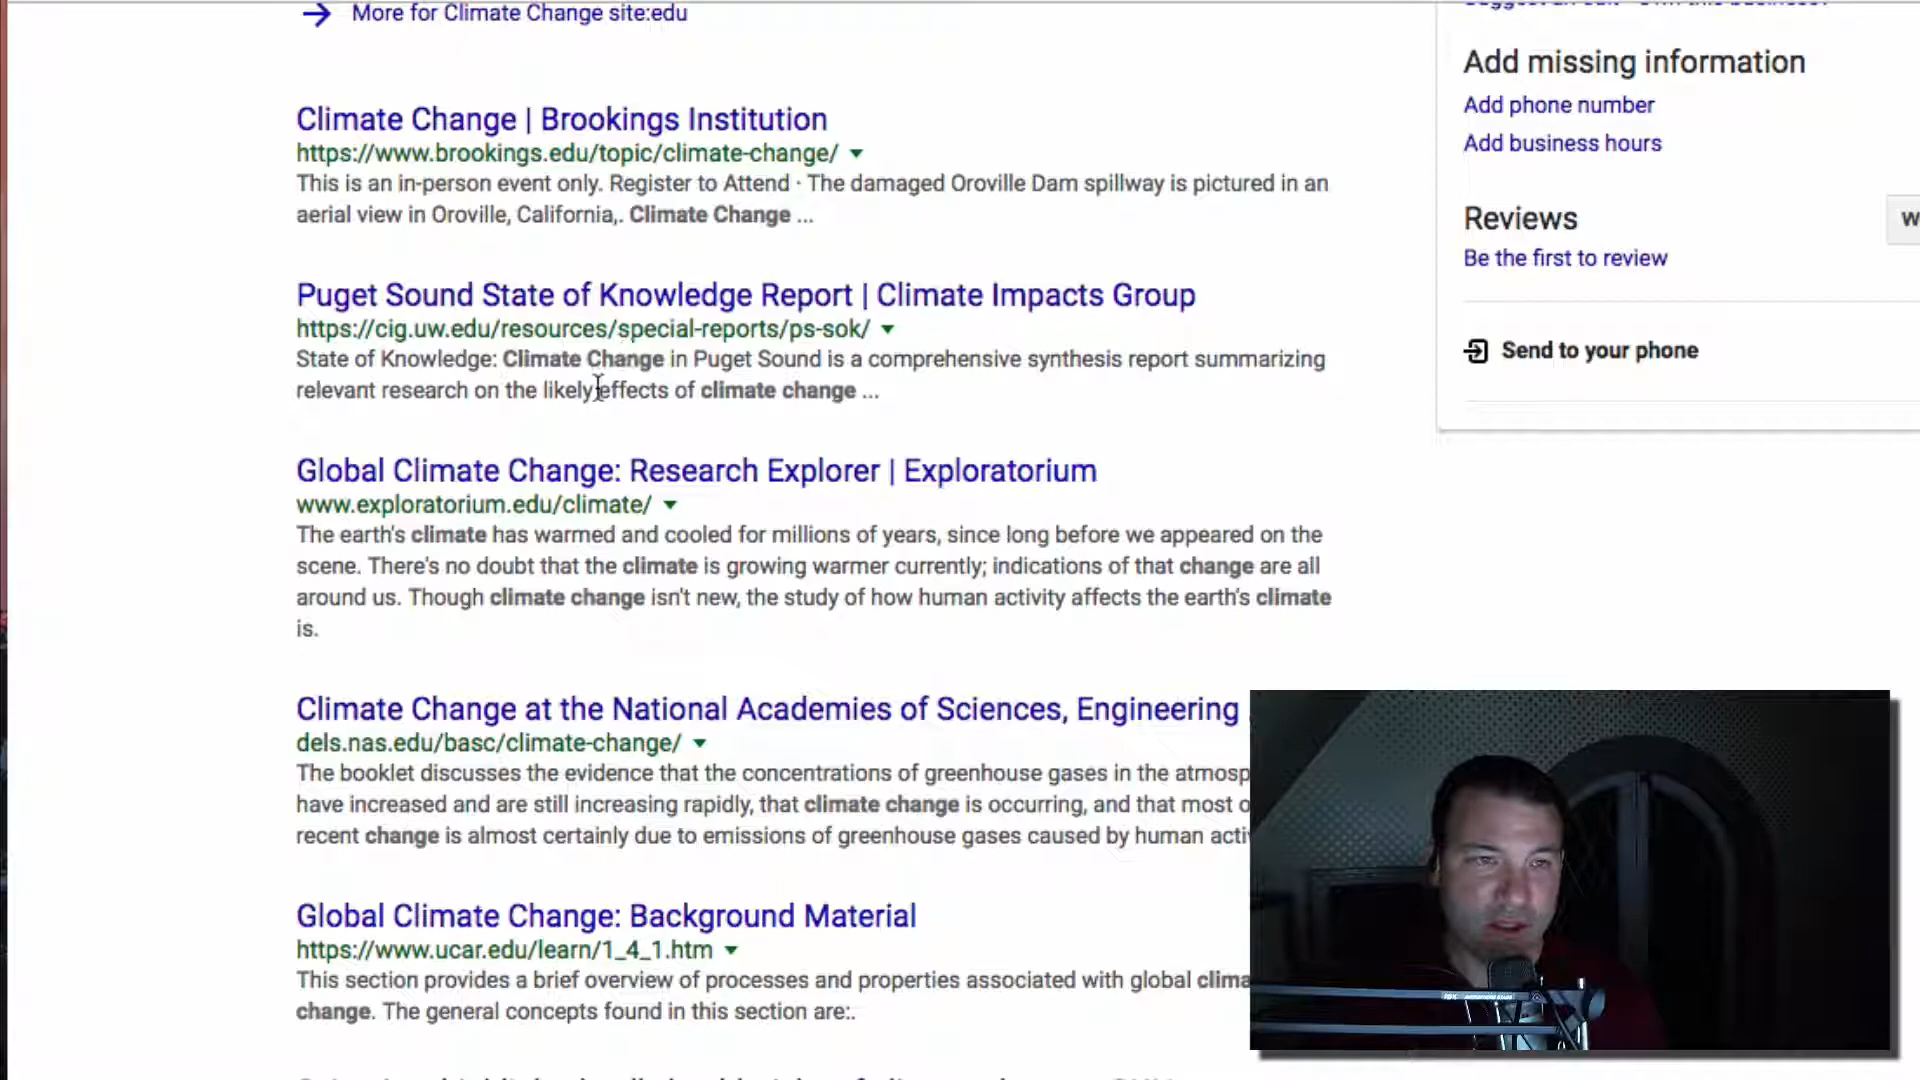 More for Climate Change site:edu
Climate Change | Brookings Institution
https://www.brookings.edu/topic/climate-change/
This is an in-person event only. Register to Attend · The damaged Oroville Dam spillway is pictured in an
aerial view in Oroville, California,. Climate Change ...
Puget Sound State of Knowledge Report | Climate Impacts Group
https://cig.uw.edu/resources/special-reports/ps-sok/
State of Knowledge: Climate Change in Puget Sound is a comprehensive synthesis report summarizing
relevant research on the likely effects of climate change ...
Global Climate Change: Research Explorer | Exploratorium
www.exploratorium.edu/climate/
The earth's climate has warmed and cooled for millions of years, since long before we appeared on the
scene. There's no doubt that the climate is growing warmer currently; indications of that change are all
around us. Though climate change isn't new, the study of how human activity affects the earth's climate
is.
Climate Change at the National Academies of Sciences, Engineering
dels.nas.edu/basc/climate-change/
The booklet discusses the evidence that the concentrations of greenhouse gases in the atmosp
have increased and are still increasing rapidly, that climate change is occurring, and that most o
recent change is almost certainly due to emissions of greenhouse gases caused by human activ
Global Climate Change: Background Material
https://www.ucar.edu/learn/1_4_1.htm
This section provides a brief overview of processes and properties associated with global clima
change. The general concepts found in this section are:.
Add missing information
Add phone number
Add business hours
Reviews
W
Be the first to review
Send to your phone